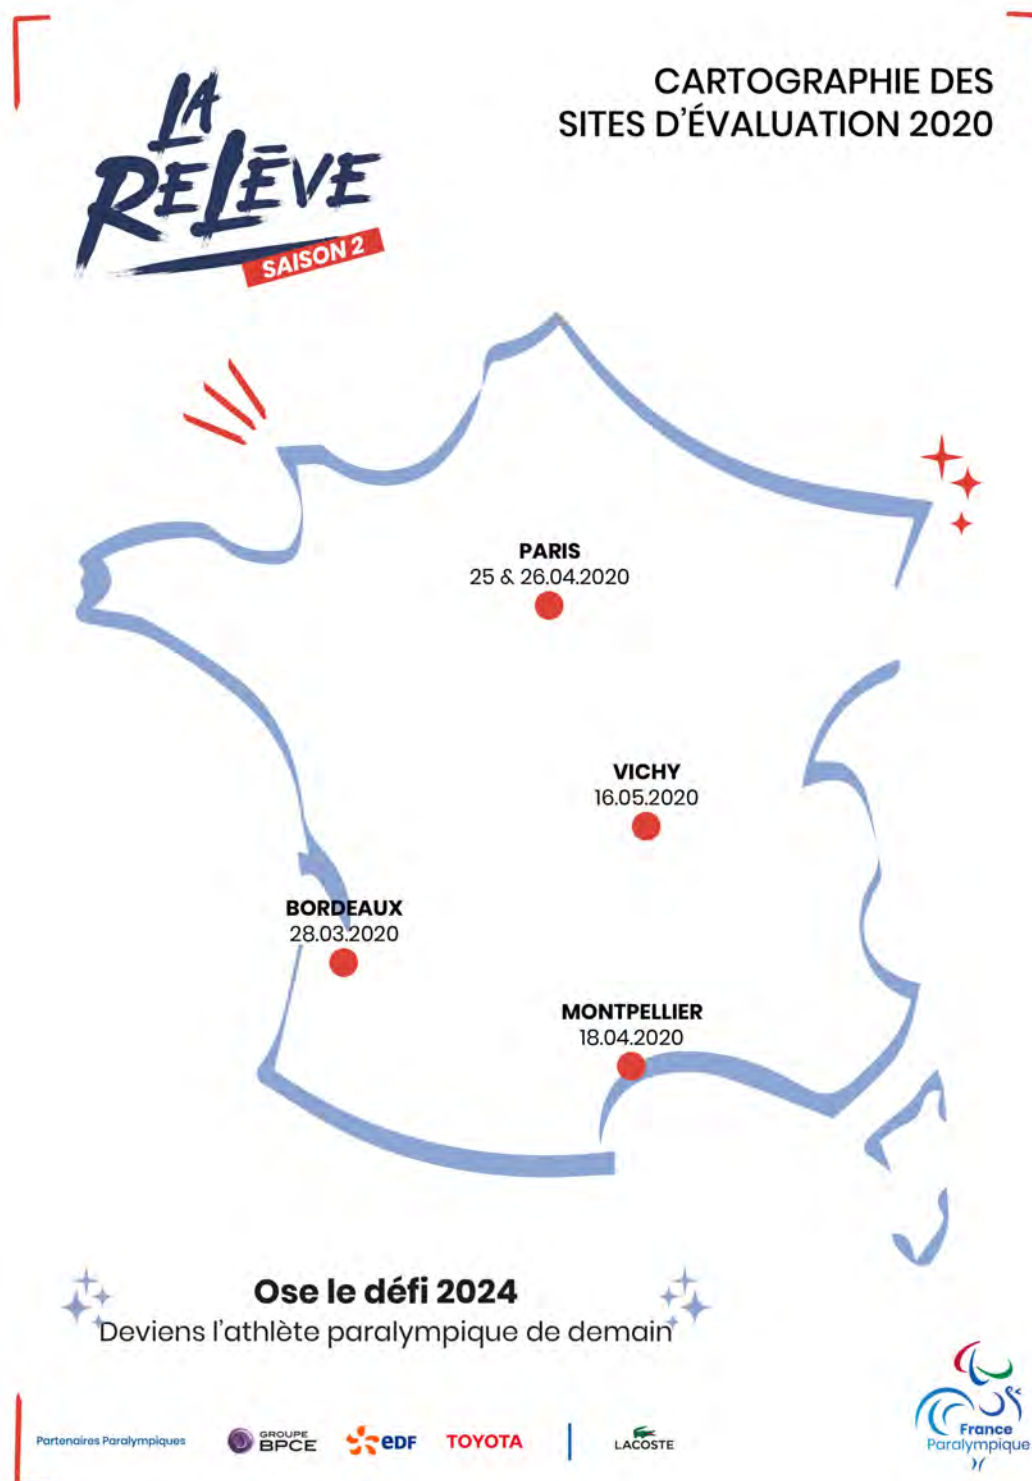 LA
RELÈVE
SAISON 2
CARTOGRAPHIE DES
SITES D'ÉVALUATION 2020
PARIS
25 & 26.04.2020
VICHY
16.05.2020
BORDEAUX
28.03.2020
MONTPELLIER
18.04.2020
Ose le défi 2024
Deviens l'athlète paralympique de demain
Partenaires Paralympiques
GROUPE
BPCE
eDF
TOYOTA
LACOSTE
France
Paralympique